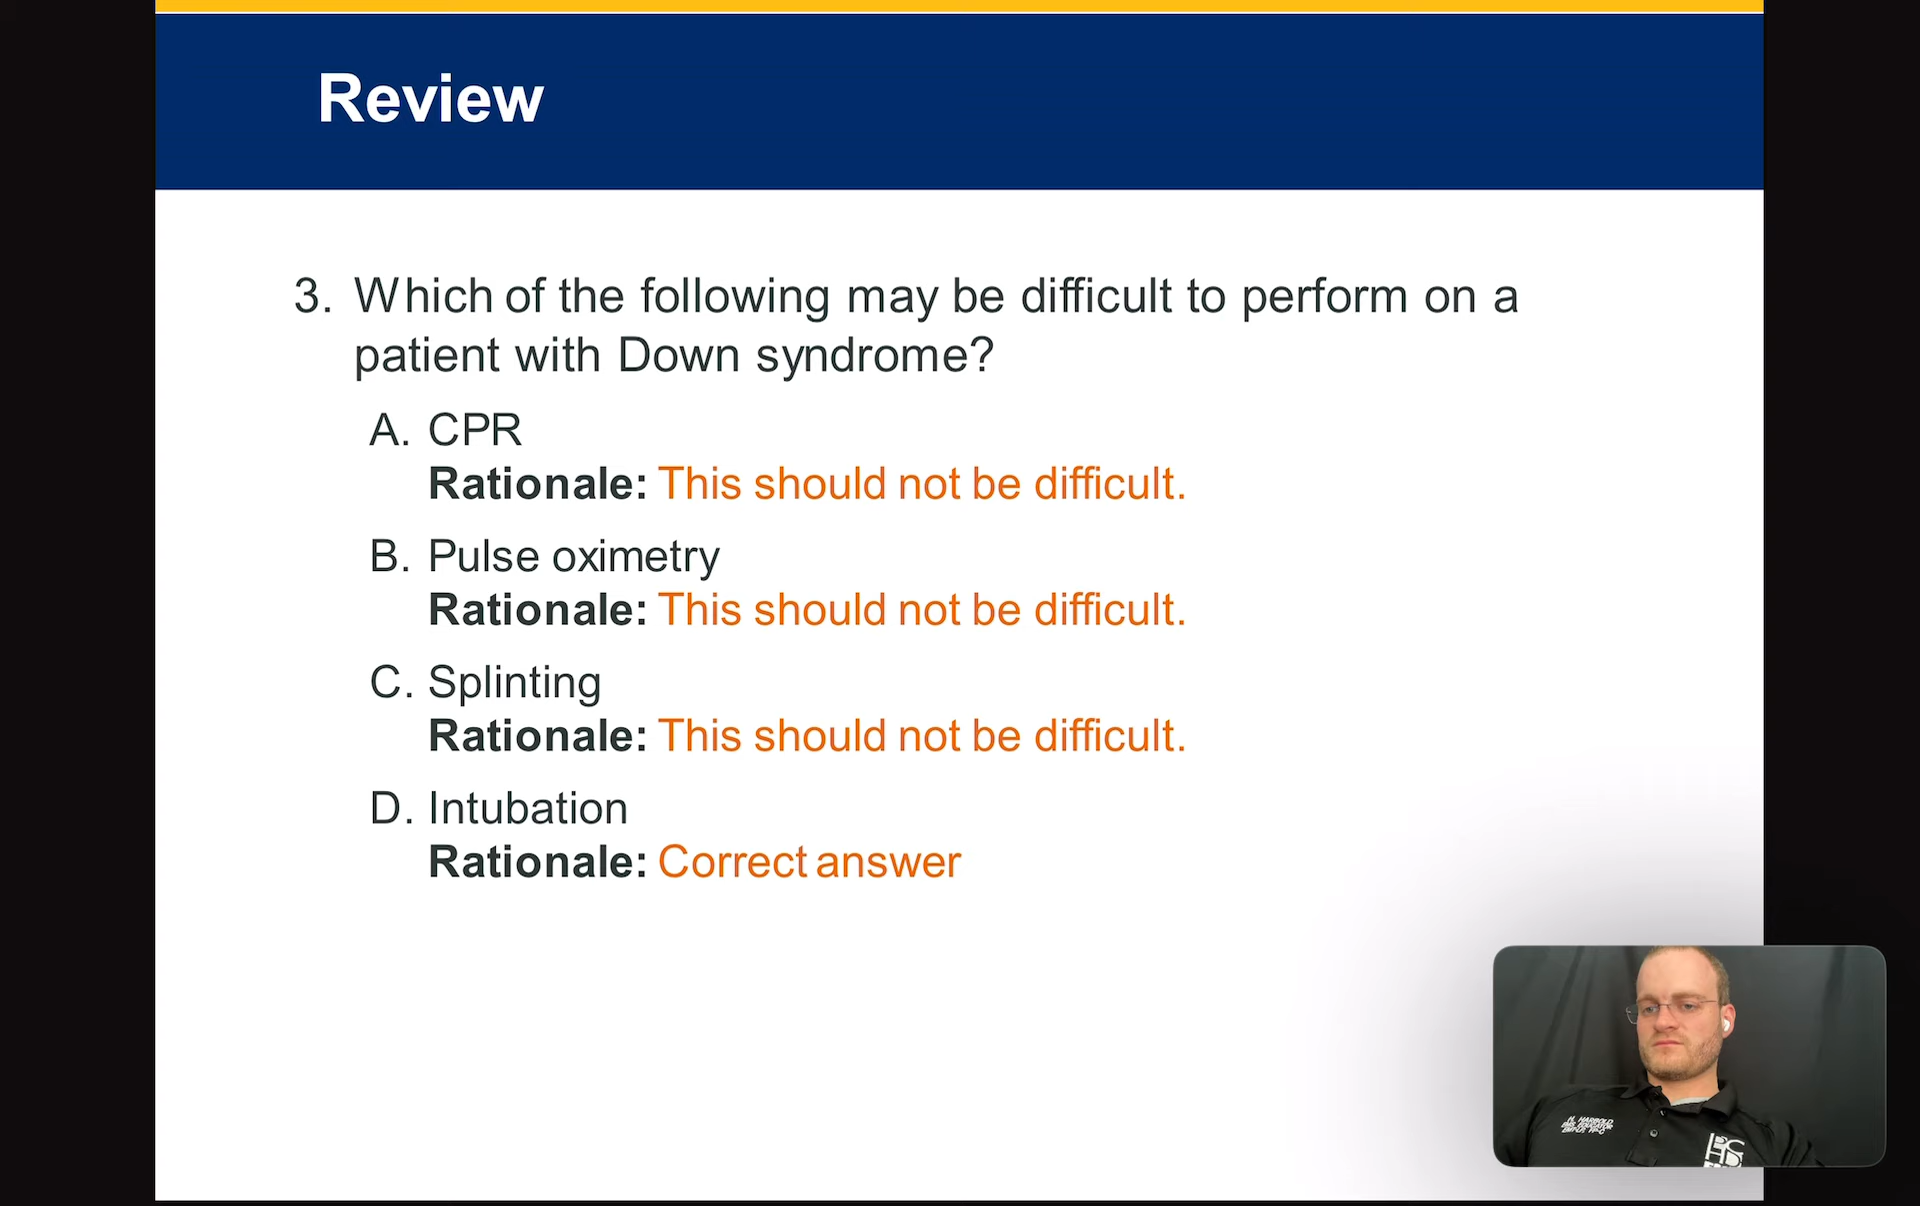 Review
3. Which of the following may be difficult to perform on a
patient with Down syndrome?
A. CPR
Rationale: This should not be difficult.
B. Pulse oximetry
Rationale: This should not be difficult.
C. Splinting
Rationale: This should not be difficult.
D. Intubation
Rationale: Correct answer
HARBOLD